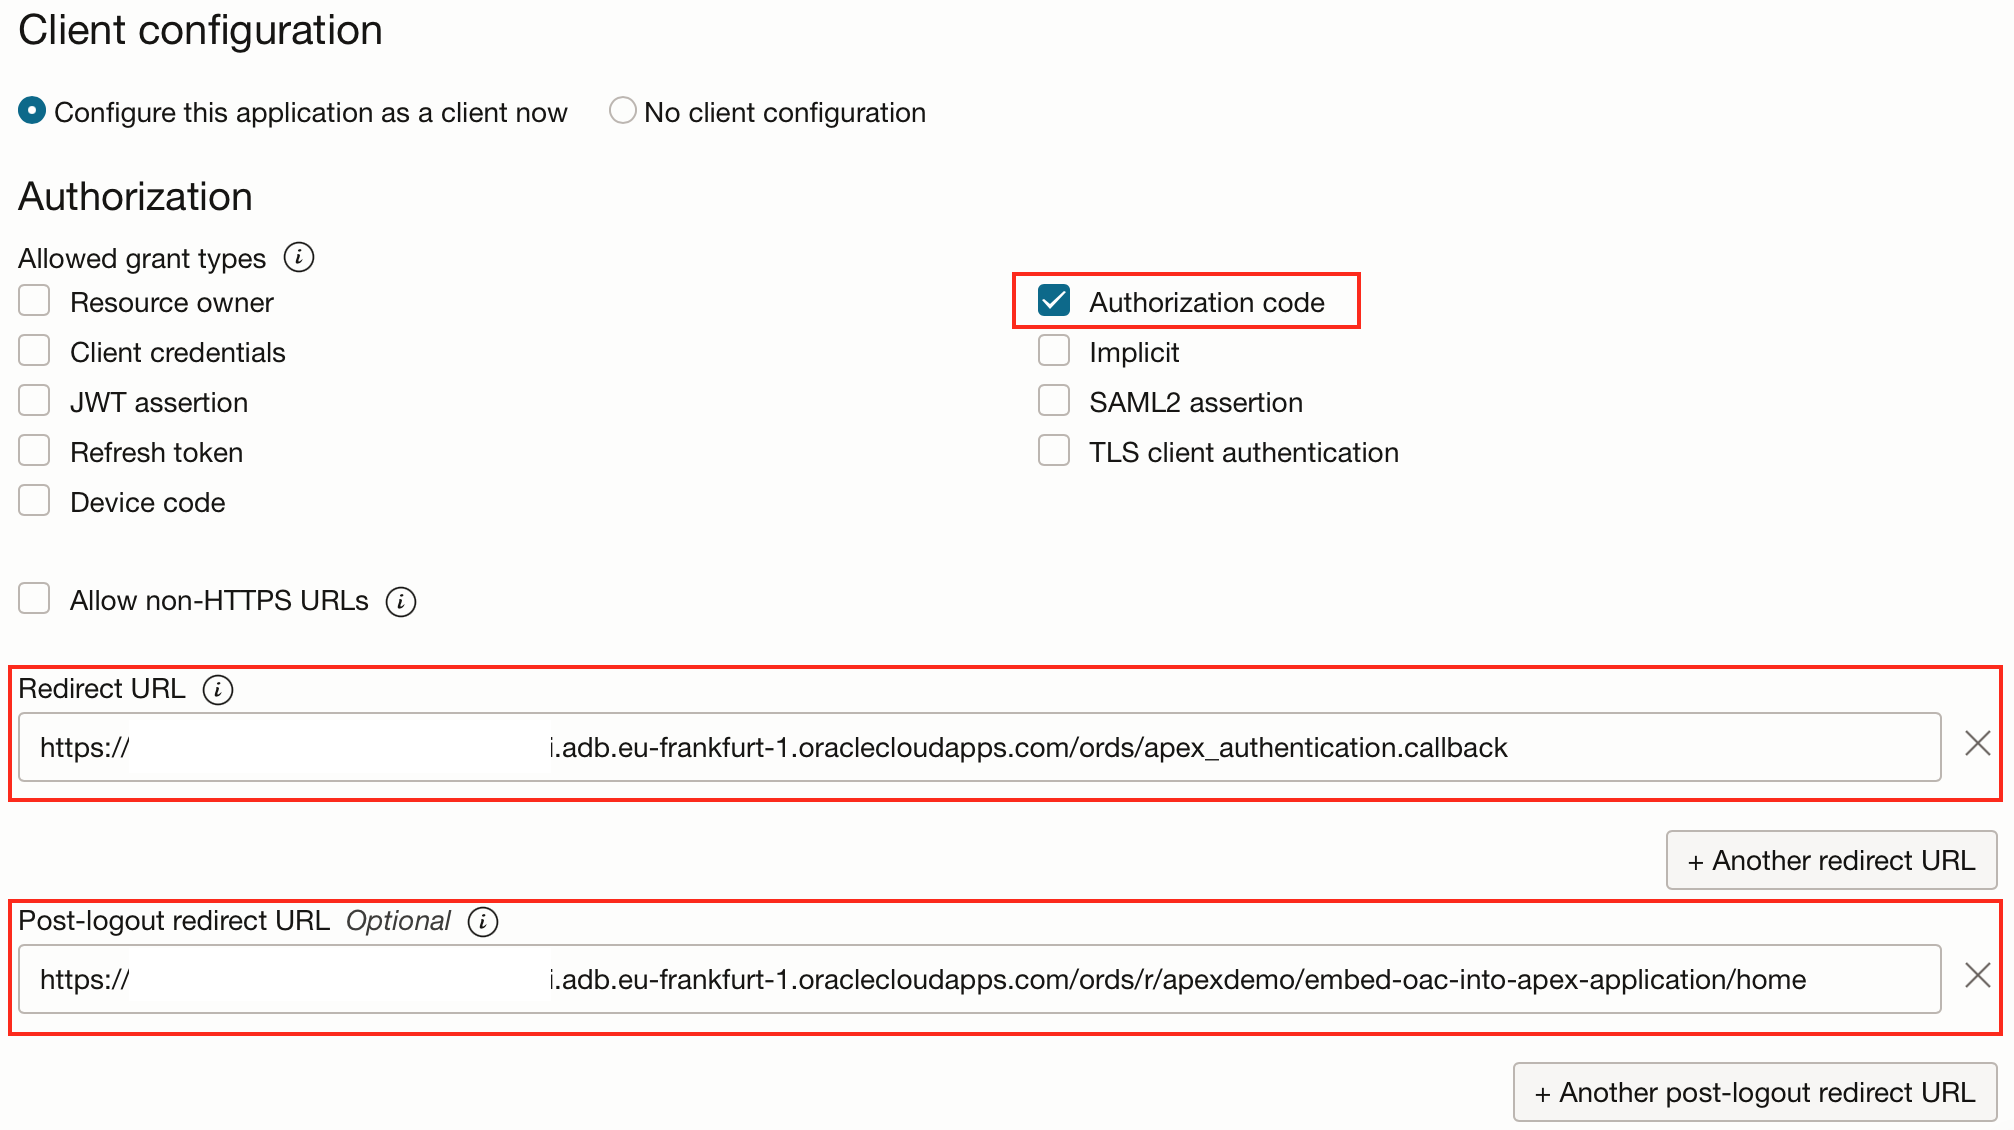 Client configuration
Configure this application as a client now No client configuration
Authorization
Allowed grant types
Resource owner
Client credentials
JWT assertion
Refresh token
Device code
Authorization code
Implicit
SAML2 assertion
TLS client authentication
Allow non-HTTPS URLs
Redirect URL
https:// i.adb.eu-frankfurt-1.oraclecloudapps.com/ords/apex_authentication.callback
+ Another redirect URL
Post-logout redirect URL Optional
https:// i.adb.eu-frankfurt-1.oraclecloudapps.com/ords/r/apexdemo/embed-oac-into-apex-application/home
+ Another post-logout redirect URL